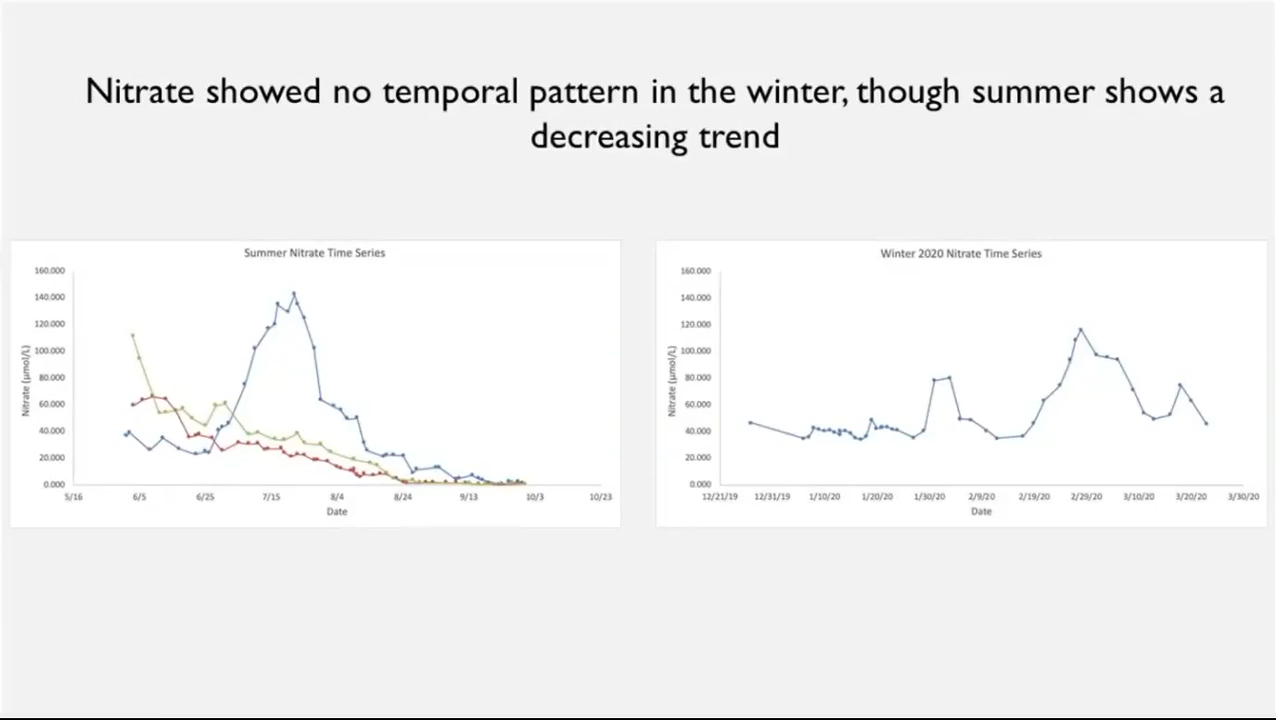 Nitrate showed no temporal pattern in the winter, though summer shows a
decreasing trend
Summer Nitrate Time Series
160.000
140.000
120.000
100.000
80.000
60.000
40.000
20.000
0.000
Nitrate (µmol/L)
5/16 6/5 6/25 7/15 8/4 8/24 9/13 10/3 10/23
Date
Winter 2020 Nitrate Time Series
160.000
140.000
120.000
100.000
80.000
60.000
40.000
20.000
0.000
Nitrate (µmol/L)
12/21/19 12/31/19 1/10/20 1/20/20 1/30/20 2/9/20 2/19/20 2/29/20 3/10/20 3/20/20 3/30/20
Date